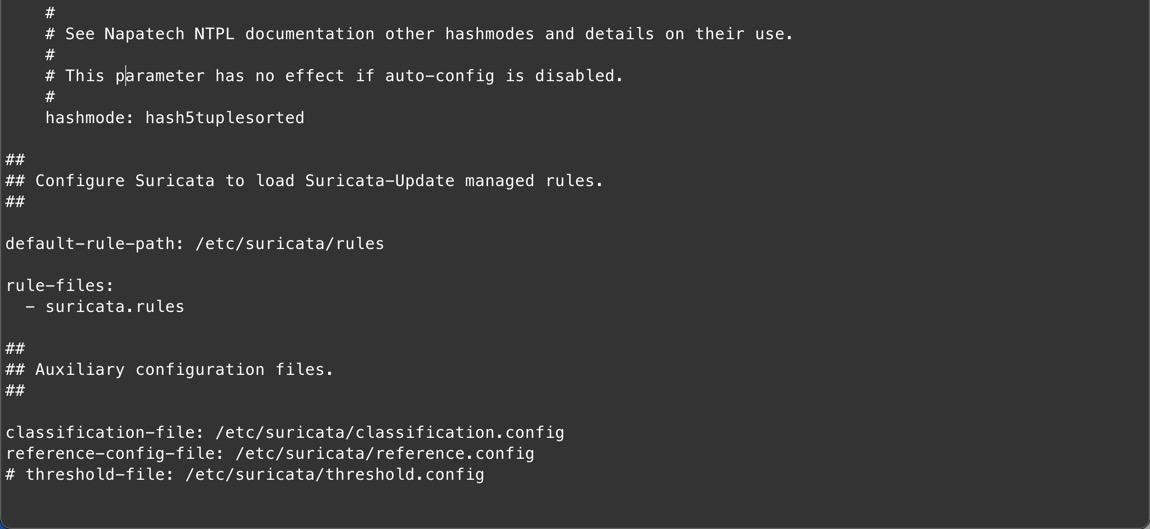 #
# See Napatech NTPL documentation other hashmodes and details on their use.
#
# This parameter has no effect if auto-config is disabled.
#
hashmode: hash5tuplesorted
##
## Configure Suricata to load Suricata-Update managed rules.
##
default-rule-path: /etc/suricata/rules
rule-files:
- suricata.rules
##
## Auxiliary configuration files.
##
classification-file: /etc/suricata/classification.config
reference-config-file: /etc/suricata/reference.config
# threshold-file: /etc/suricata/threshold.config